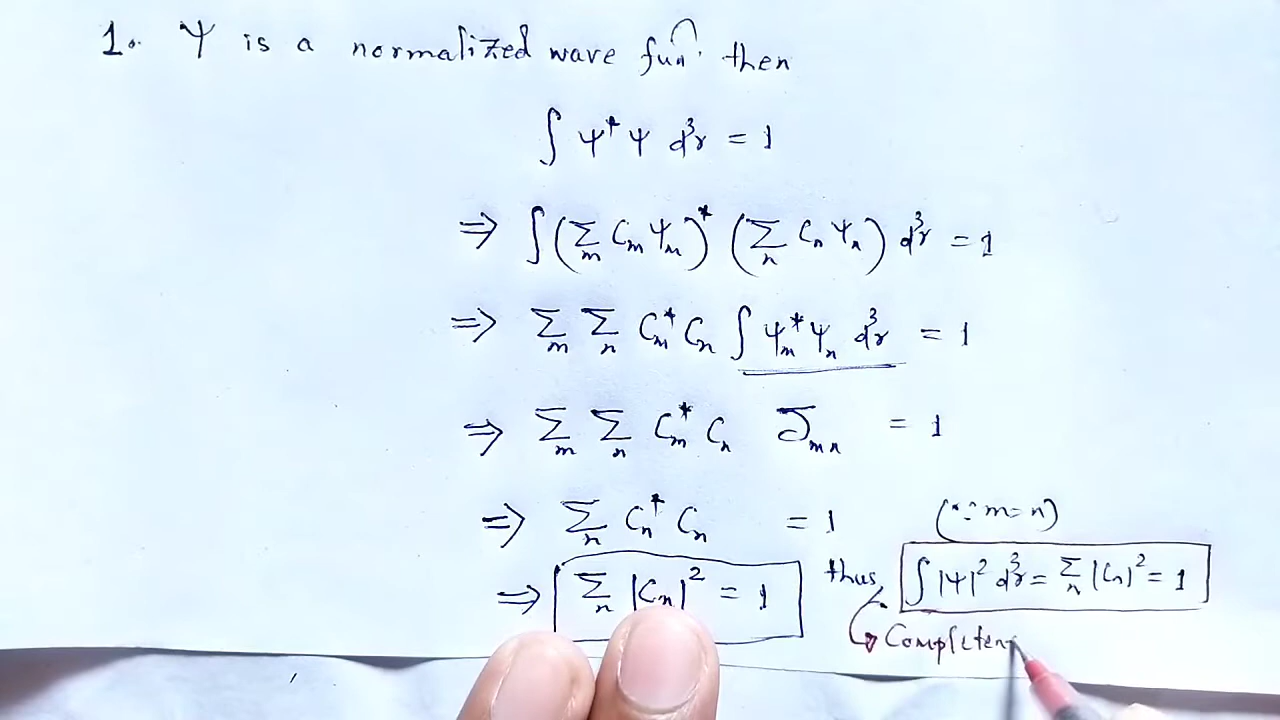 1. Ψ is a normalized wave fun. then
∫ Ψ* Ψ d³r = 1
⇒ ∫ (Σₘ Cₘ Ψₘ)* (Σₙ Cₙ Ψₙ) d³r = 1
⇒ Σₘ Σₙ Cₘ* Cₙ ∫ Ψₘ* Ψₙ d³r = 1
⇒ Σₘ Σₙ Cₘ* Cₙ δₘₙ = 1
⇒ Σₙ Cₙ* Cₙ = 1 (∵ m = n)
⇒ Σₙ |Cₙ|² = 1 thus, ∫ |Ψ|² d³r = Σₙ |Cₙ|² = 1
Completen